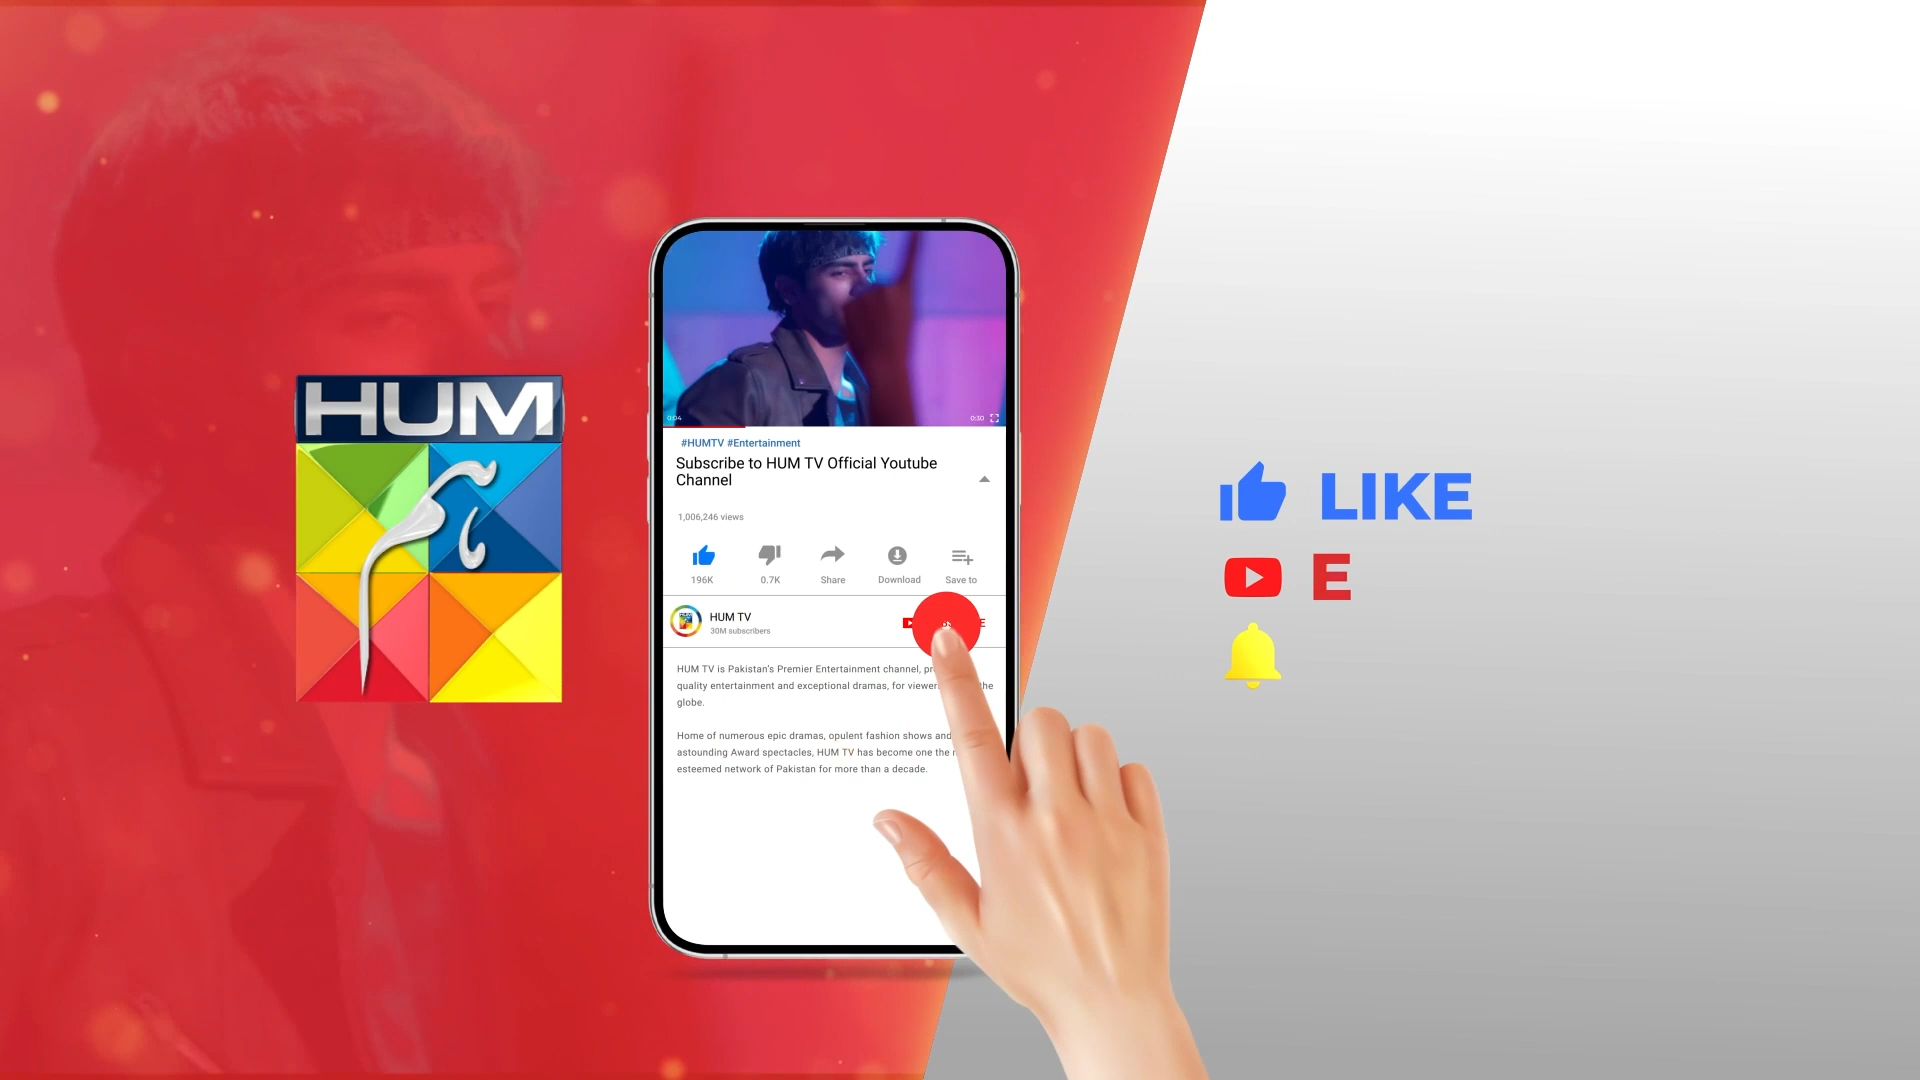 HUM
ہم
0:04
0:30
#HUMTV #Entertainment
Subscribe to HUM TV Official Youtube
Channel
1,006,246 views
196K
0.7K
Share
Download
Save to
HUM TV
30M subscribers
HUM TV is Pakistan's Premier Entertainment channel,
quality entertainment and exceptional dramas, for the
globe.
Home of numerous epic dramas, opulent fashion shows and
astounding Award spectacles, HUM TV has become one the
esteemed network of Pakistan for more than a decade.
LIKE
E